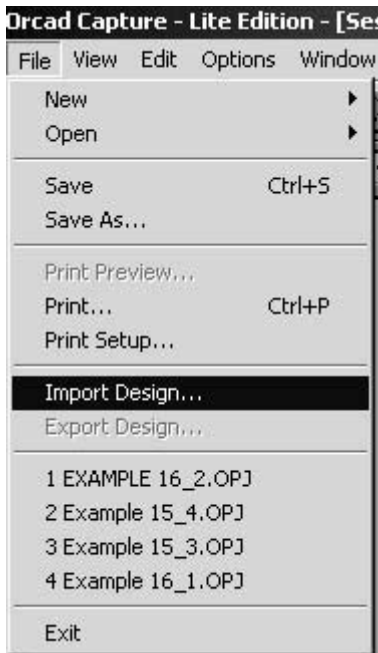 Orcad Capture - Lite Edition - [Ses
File View Edit Options Window
New
Open
Save Ctrl+S
Save As...
Print Preview...
Print... Ctrl+P
Print Setup...
Import Design...
Export Design...
1 EXAMPLE 16_2.OPJ
2 Example 15_4.OPJ
3 Example 15_3.OPJ
4 Example 16_1.OPJ
Exit